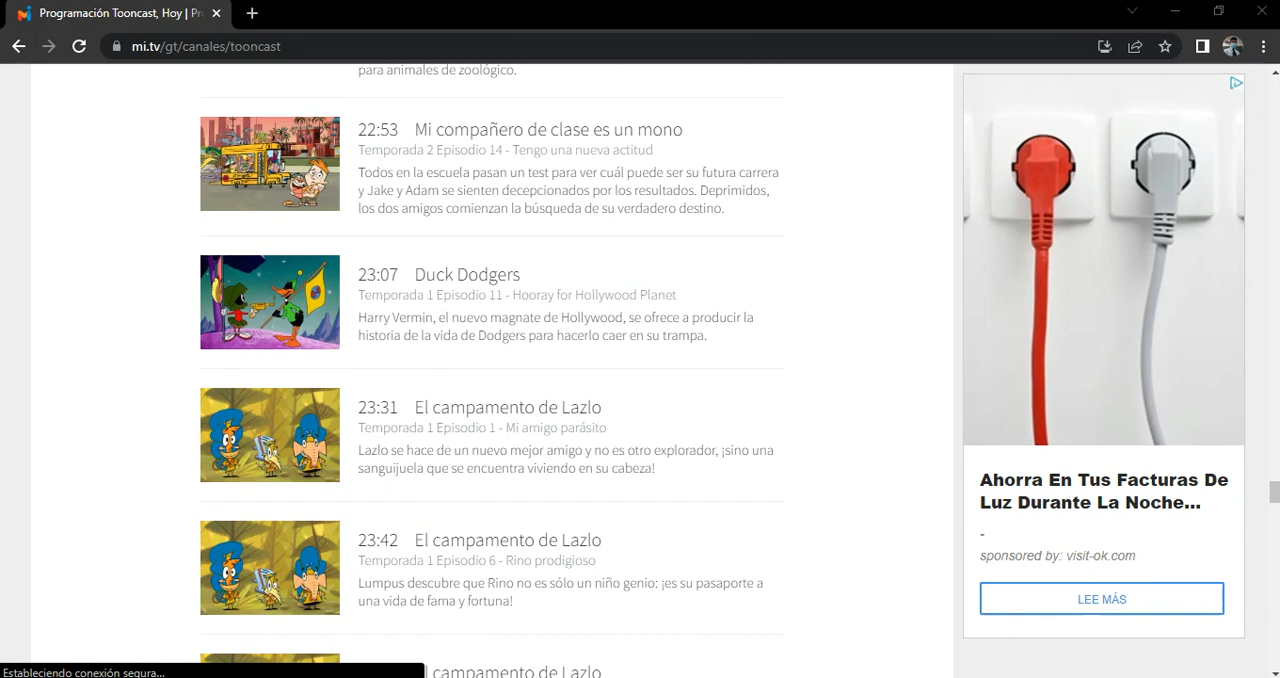 Programación Tooncast, Hoy | Pr
mi.tv/gt/canales/tooncast
para animales de zoológico.
22:53 Mi compañero de clase es un mono
Temporada 2 Episodio 14 - Tengo una nueva actitud
Todos en la escuela pasan un test para ver cuál puede ser su futura carrera
y Jake y Adam se sienten decepcionados por los resultados. Deprimidos,
los dos amigos comienzan la búsqueda de su verdadero destino.
23:07 Duck Dodgers
Temporada 1 Episodio 11 - Hooray for Hollywood Planet
Harry Vermin, el nuevo magnate de Hollywood, se ofrece a producir la
historia de la vida de Dodgers para hacerlo caer en su trampa.
23:31 El campamento de Lazlo
Temporada 1 Episodio 1 - Mi amigo parásito
Lazlo se hace de un nuevo mejor amigo y no es otro explorador, ¡sino una
sanguijuela que se encuentra viviendo en su cabeza!
23:42 El campamento de Lazlo
Temporada 1 Episodio 6 - Rino prodigioso
Lumpus descubre que Rino no es sólo un niño genio: ¡es su pasaporte a
una vida de fama y fortuna!
El campamento de Lazlo
Ahorra En Tus Facturas De
Luz Durante La Noche...
-
sponsored by: visit-ok.com
LEE MÁS
Estableciendo conexión segura...